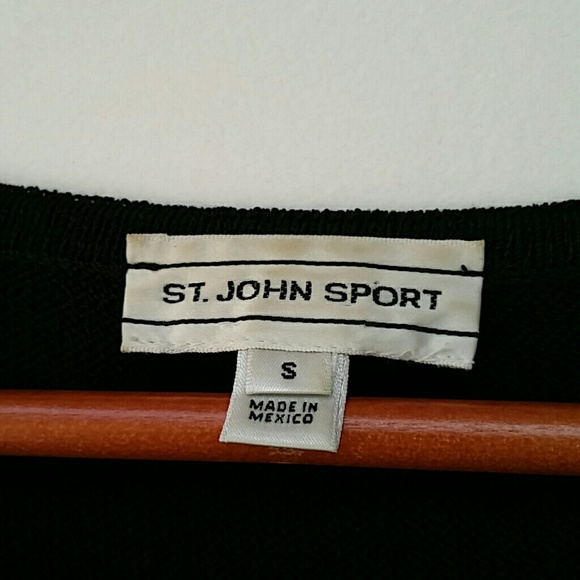 ST. JOHN SPORT
S
MADE IN
MEXICO